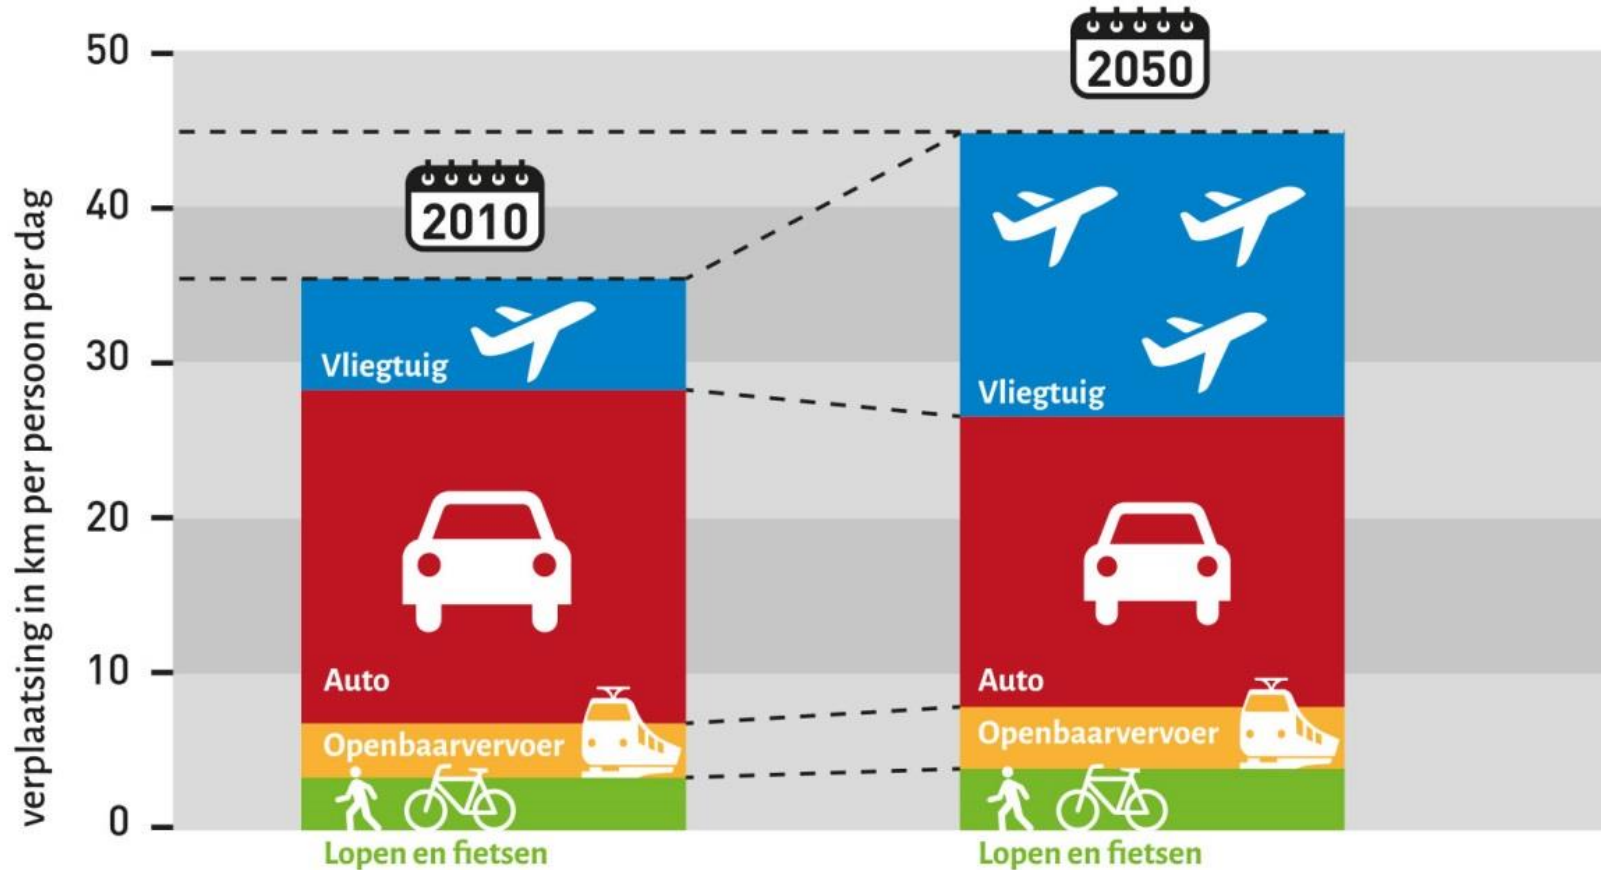 verplaatsing in km per persoon per dag
50
40
30
20
10
0
2010
Vliegtuig
Auto
Openbaarvervoer
Lopen en fietsen
2050
Vliegtuig
Auto
Openbaarvervoer
Lopen en fietsen